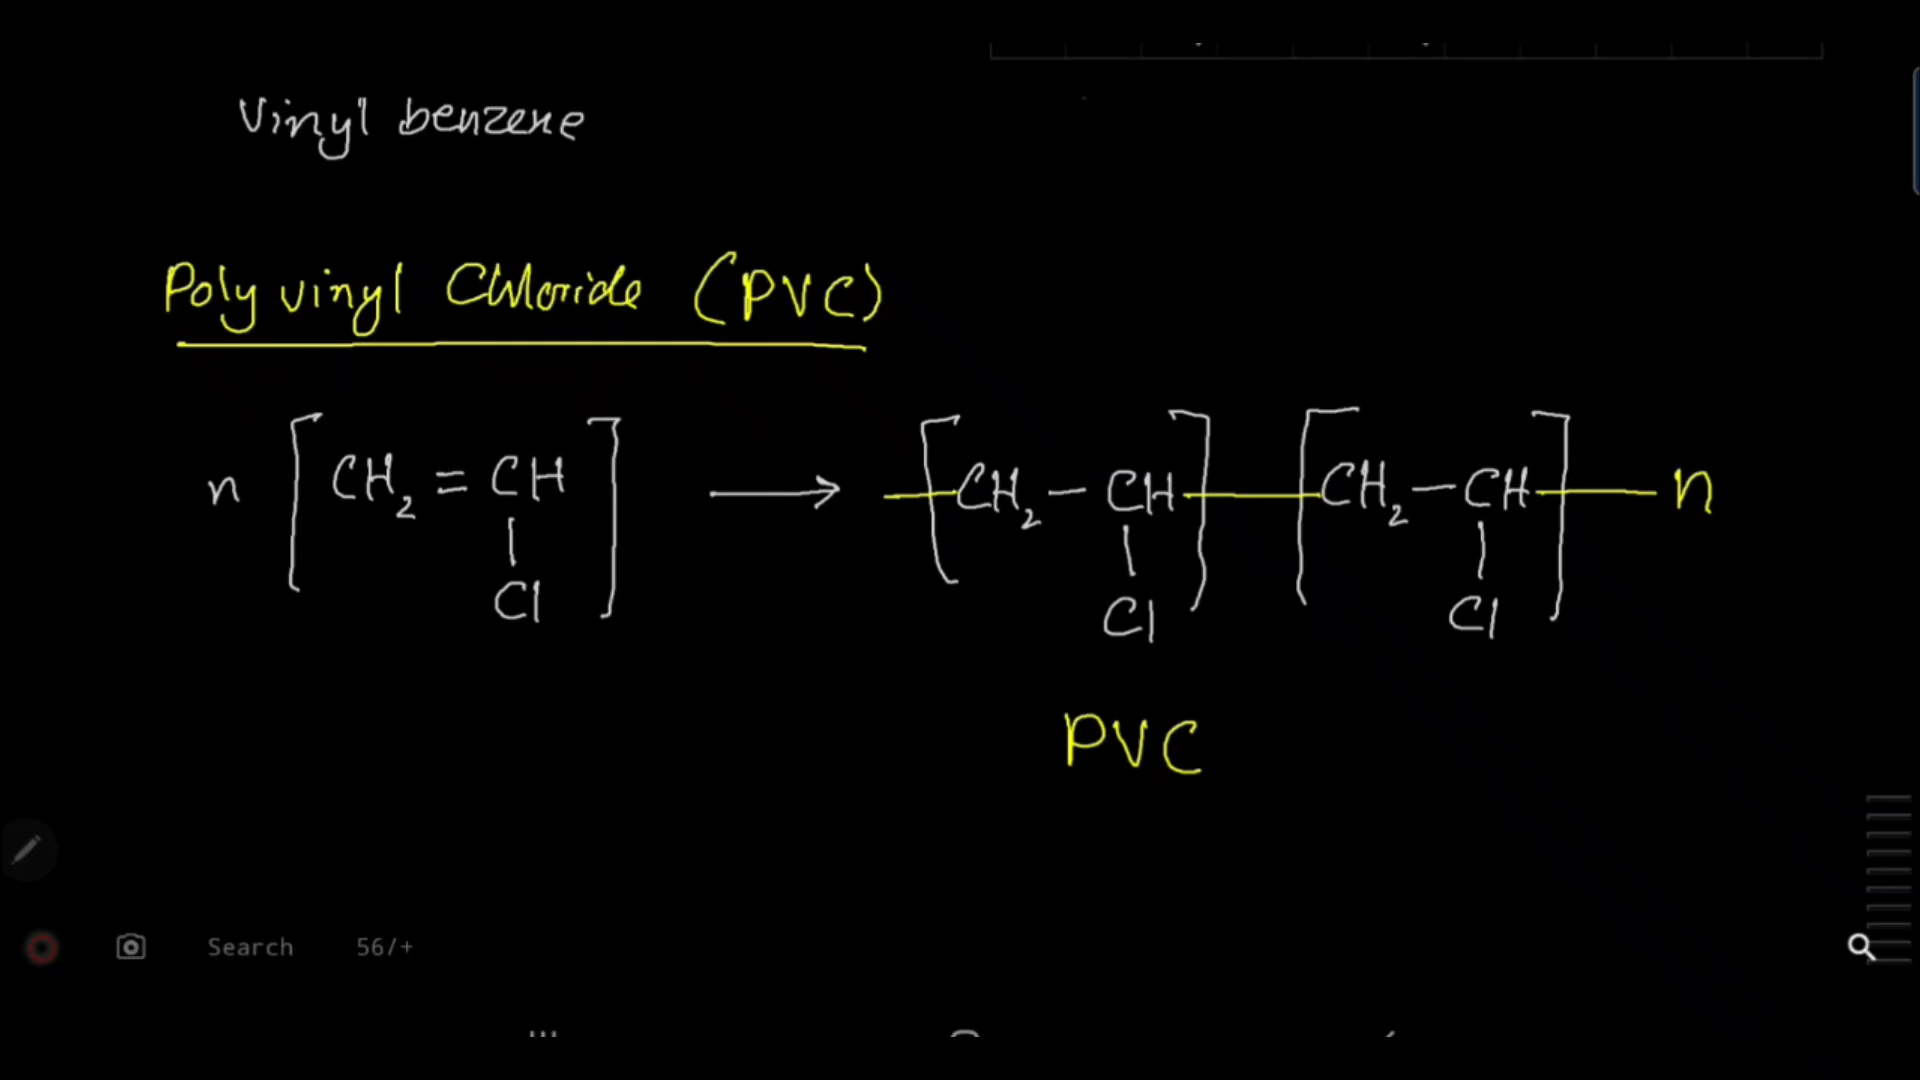 Vinyl benzene
Poly vinyl Chloride (PVC)
n [CH₂ = CH] → —[CH₂ — CH]—[CH₂ — CH]— n
Cl Cl Cl
PVC
Search 56/+